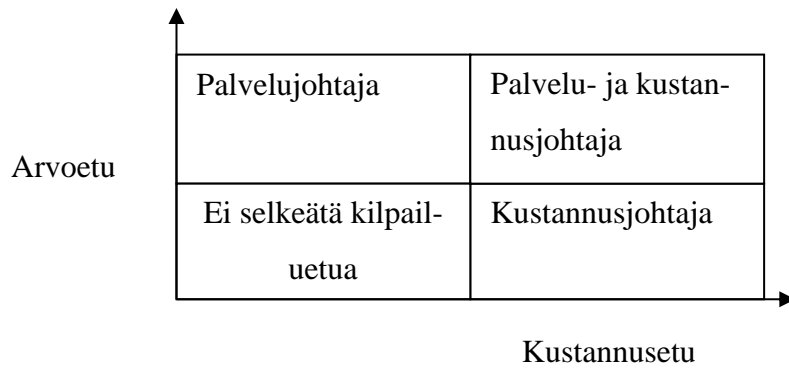 Palvelujohtaja
Palvelu- ja kustan-
nusjohtaja
Arvoetu
Ei selkeätä kilpail-
uetua
Kustannusjohtaja
Kustannusetu